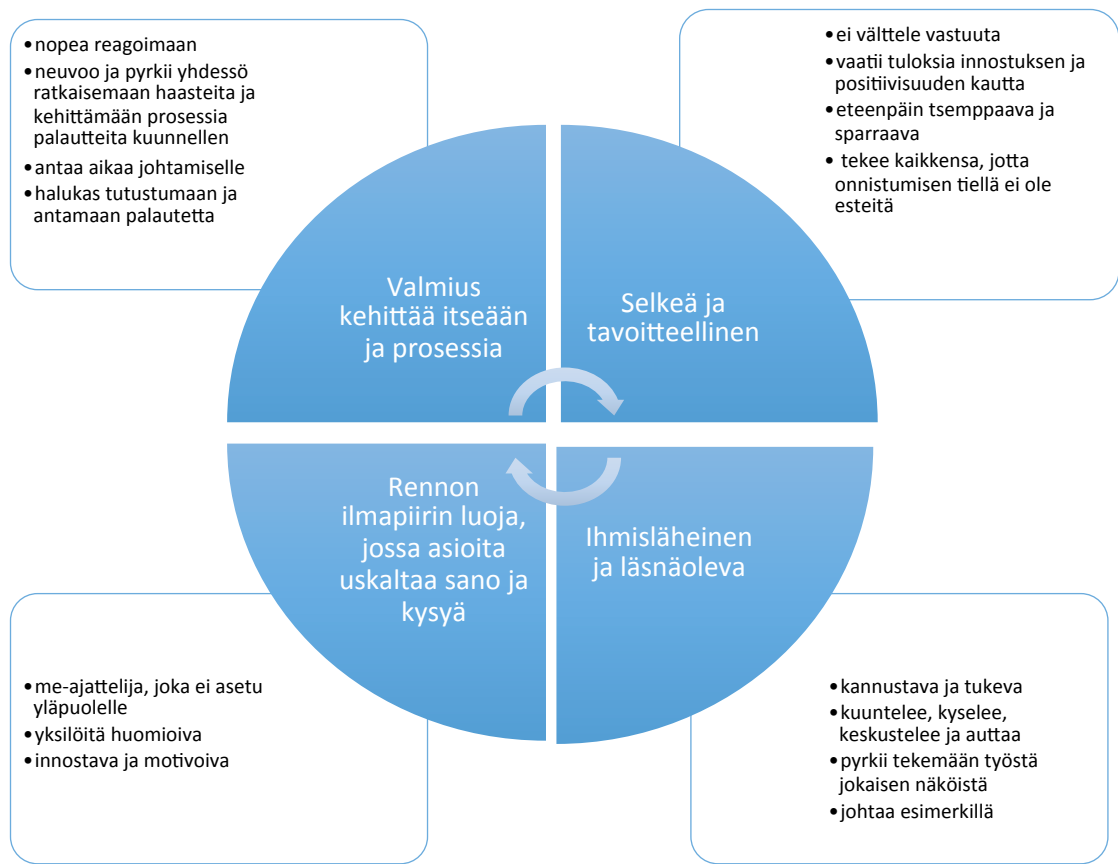 •nopea reagoimaan
•neuvoo ja pyrkii yhdessö
ratkaisemaan haasteita ja
kehittämään prosessia
palautteita kuunnellen
•antaa aikaa johtamiselle
•halukas tutustumaan ja
antamaan palautetta
•ei välttele vastuuta
•vaatii tuloksia innostuksen ja
positiivisuuden kautta
•eteenpäin tsemppaava ja
sparraava
• tekee kaikkensa, jotta
onnistumisen tiellä ei ole
esteitä
Valmius
kehittää itseään
ja prosessia
Selkeä ja
tavoitteellinen
Rennon
ilmapiirin luoja,
jossa asioita
uskaltaa sano ja
kysyä
Ihmisläheinen
ja läsnäoleva
•me-ajattelija, joka ei asetu
yläpuolelle
•yksilöitä huomioiva
•innostava ja motivoiva
•kannustava ja tukeva
•kuuntelee, kyselee,
keskustelee ja auttaa
•pyrkii tekemään työstä
jokaisen näköistä
•johtaa esimerkillä